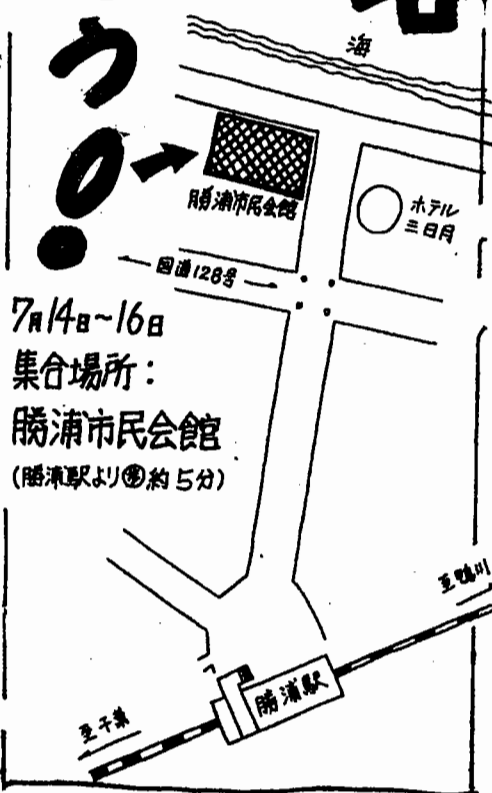 う
!
海
勝浦市民会館
ホテル
三日月
国道128号
7月14日~16日
集合場所:
勝浦市民会館
(勝浦駅より歩約5分)
至鴨川
勝浦駅
至千葉